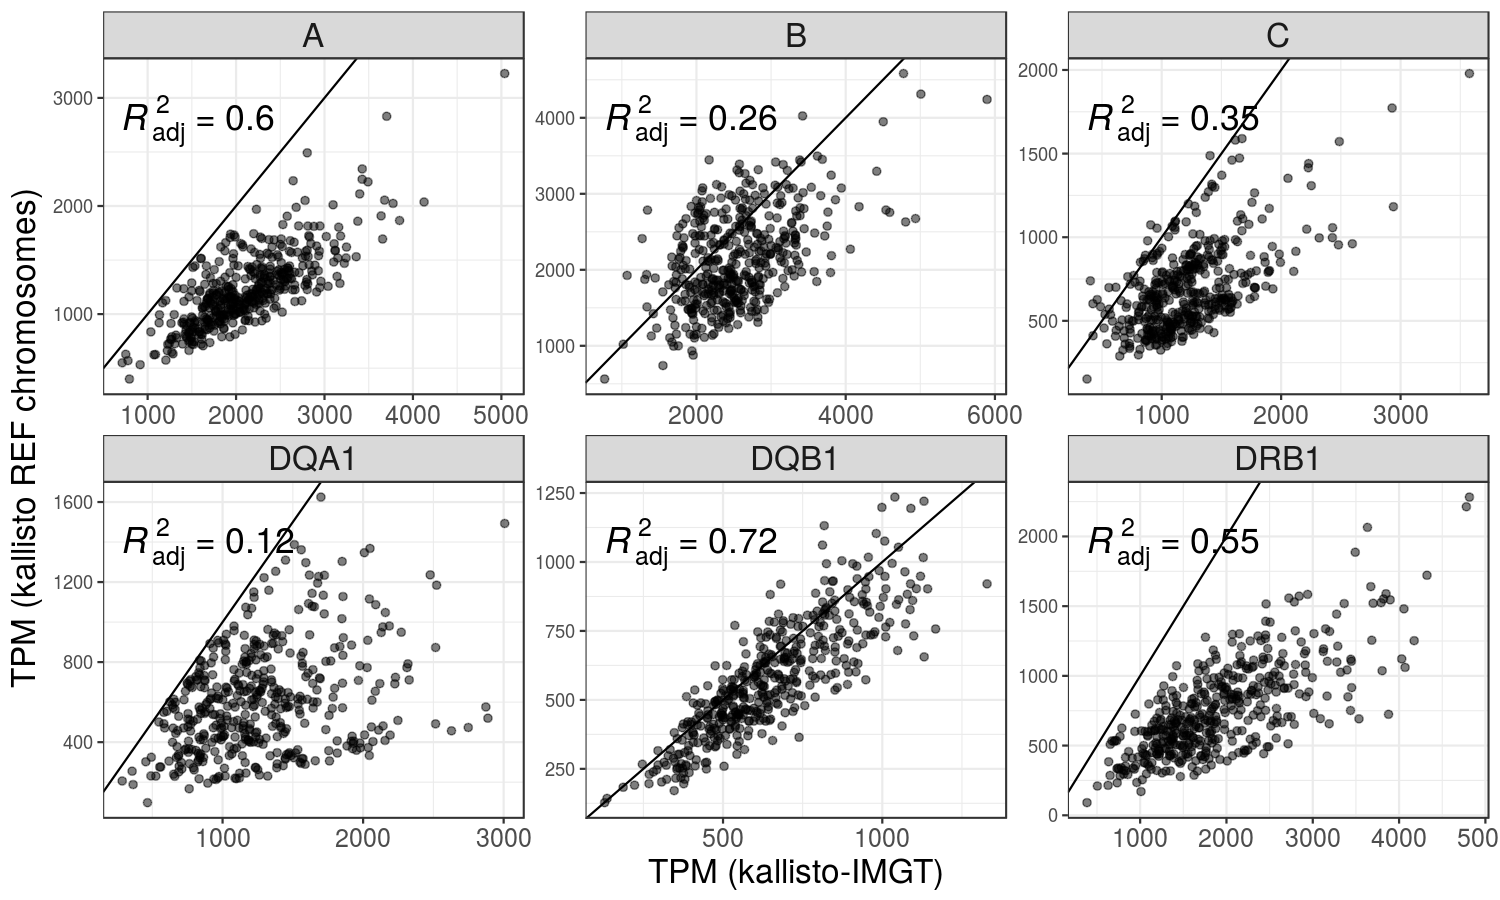 A
B
C
3000
2000
1000
R²adj = 0.6
4000
3000
2000
1000
R²adj = 0.26
2000
1500
1000
500
R²adj = 0.35
1000 2000 3000 4000 5000
2000 4000 6000
1000 2000 3000
TPM (kallisto REF chromosomes)
DQA1
DQB1
DRB1
1600
1200
800
400
R²adj = 0.12
1250
1000
750
500
250
R²adj = 0.72
2000
1500
1000
500
0
R²adj = 0.55
1000 2000 3000
500 1000
1000 2000 3000 4000 500
TPM (kallisto-IMGT)